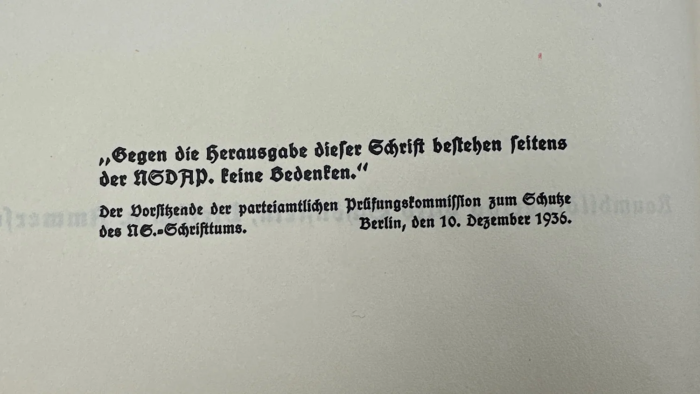 „Gegen die Herausgabe dieser Schrift bestehen seitens
der NSDAP. keine Bedenken.“
Der Vorsitzende der parteiamtlichen Prüfungskommission zum Schutze
des NS.-Schrifttums. Berlin, den 10. Dezember 1936.